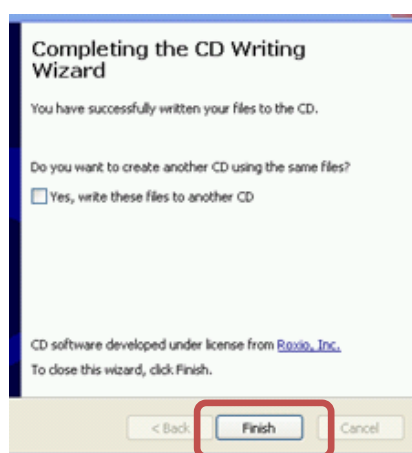 Completing the CD Writing
Wizard
You have successfully written your files to the CD.
Do you want to create another CD using the same files?
Yes, write these files to another CD
CD software developed under license from Roxio, Inc.
To close this wizard, click Finish.
< Back Finish Cancel